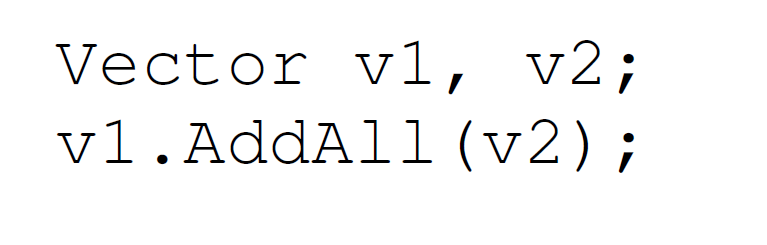 Vector v1, v2;
v1.AddAll(v2);